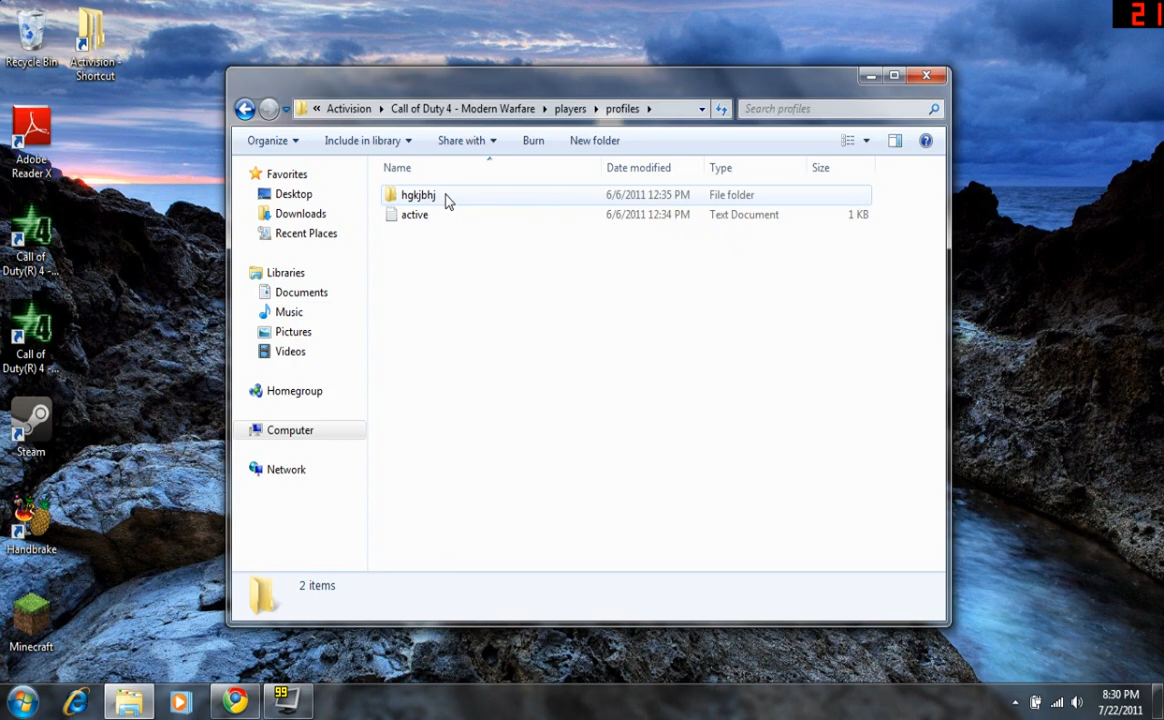 21
Recycle Bin
Activision -
Shortcut
Adobe
Reader X
Call of
Duty(R) 4 -...
Call of
Duty(R) 4 -...
Steam
Handbrake
Minecraft
« Activision Call of Duty 4 - Modern Warfare players profiles
Search profiles
Organize Include in library Share with Burn New folder
Name Date modified Type Size
hgkjbhj 6/6/2011 12:35 PM File folder
active 6/6/2011 12:34 PM Text Document 1 KB
Favorites
Desktop
Downloads
Recent Places
Libraries
Documents
Music
Pictures
Videos
Homegroup
Computer
Network
2 items
99
8:30 PM
7/22/2011